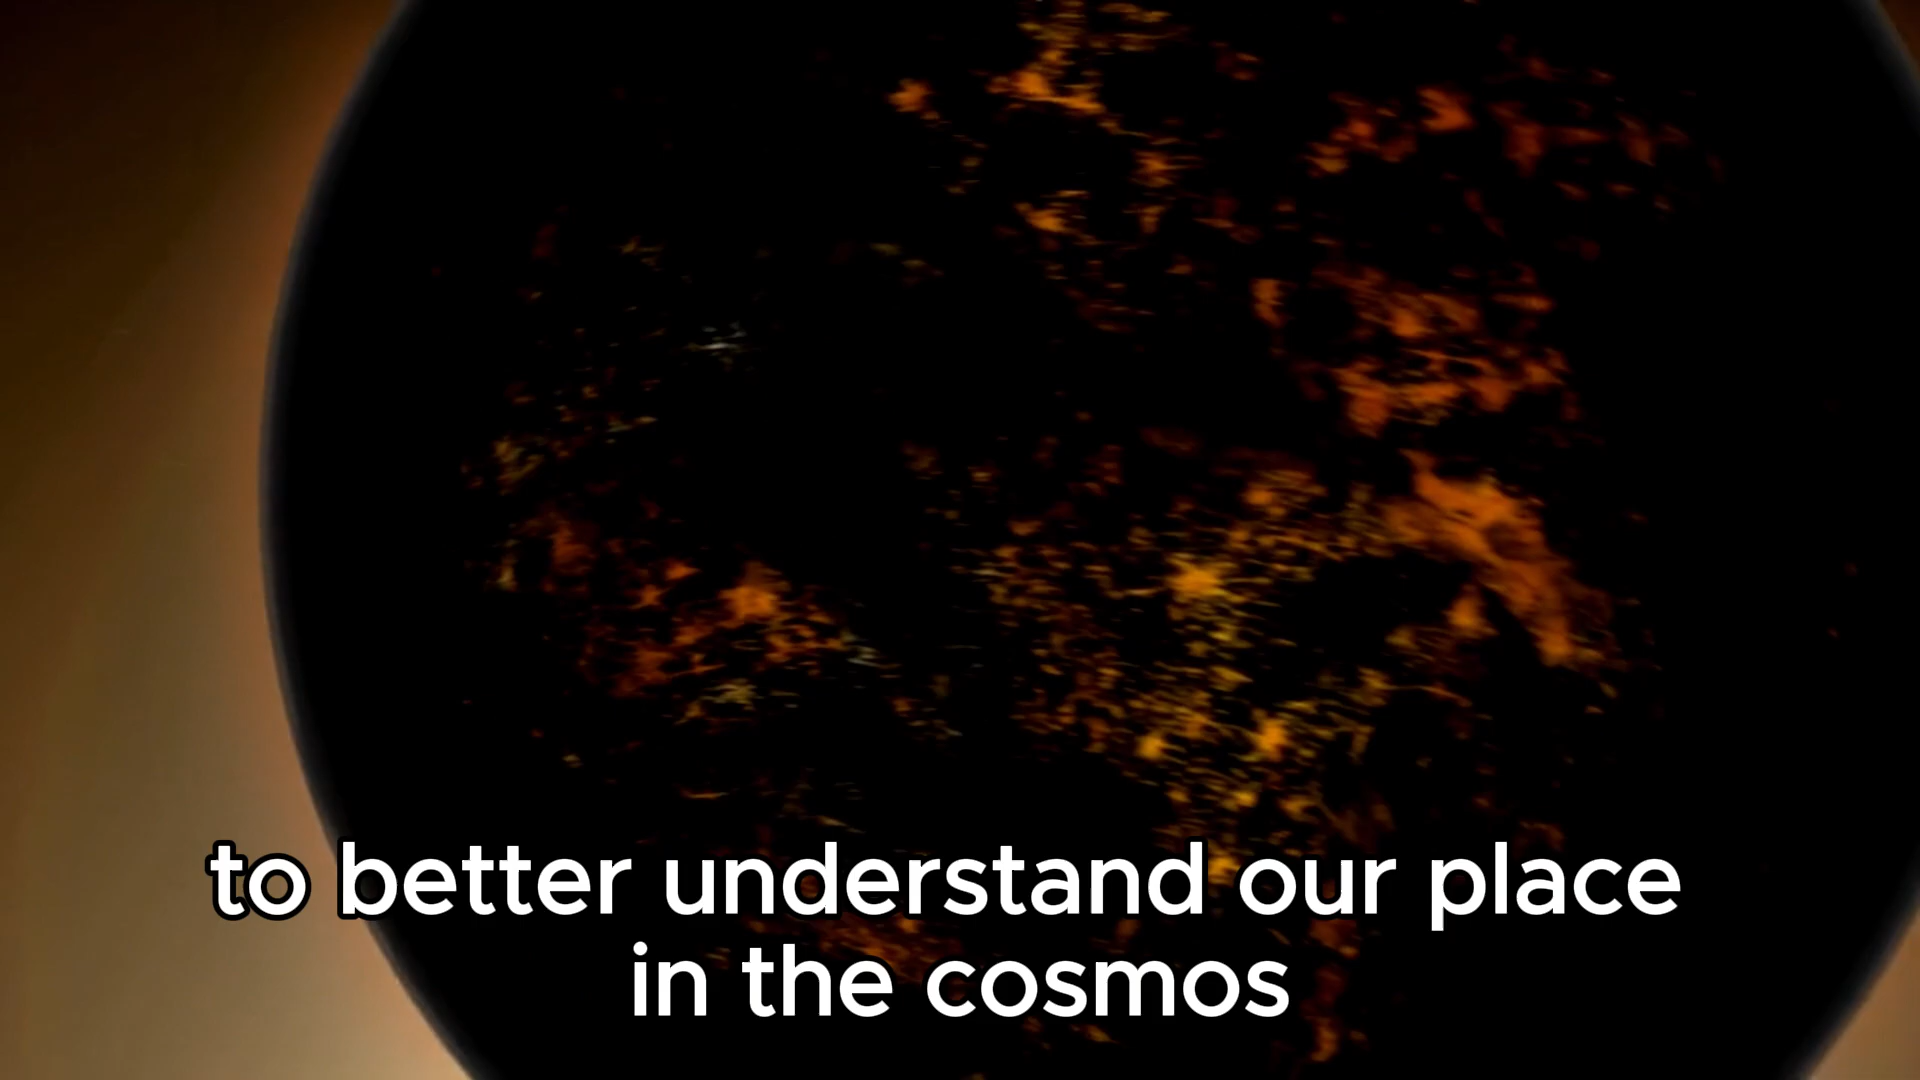 to better understand our place
in the cosmos